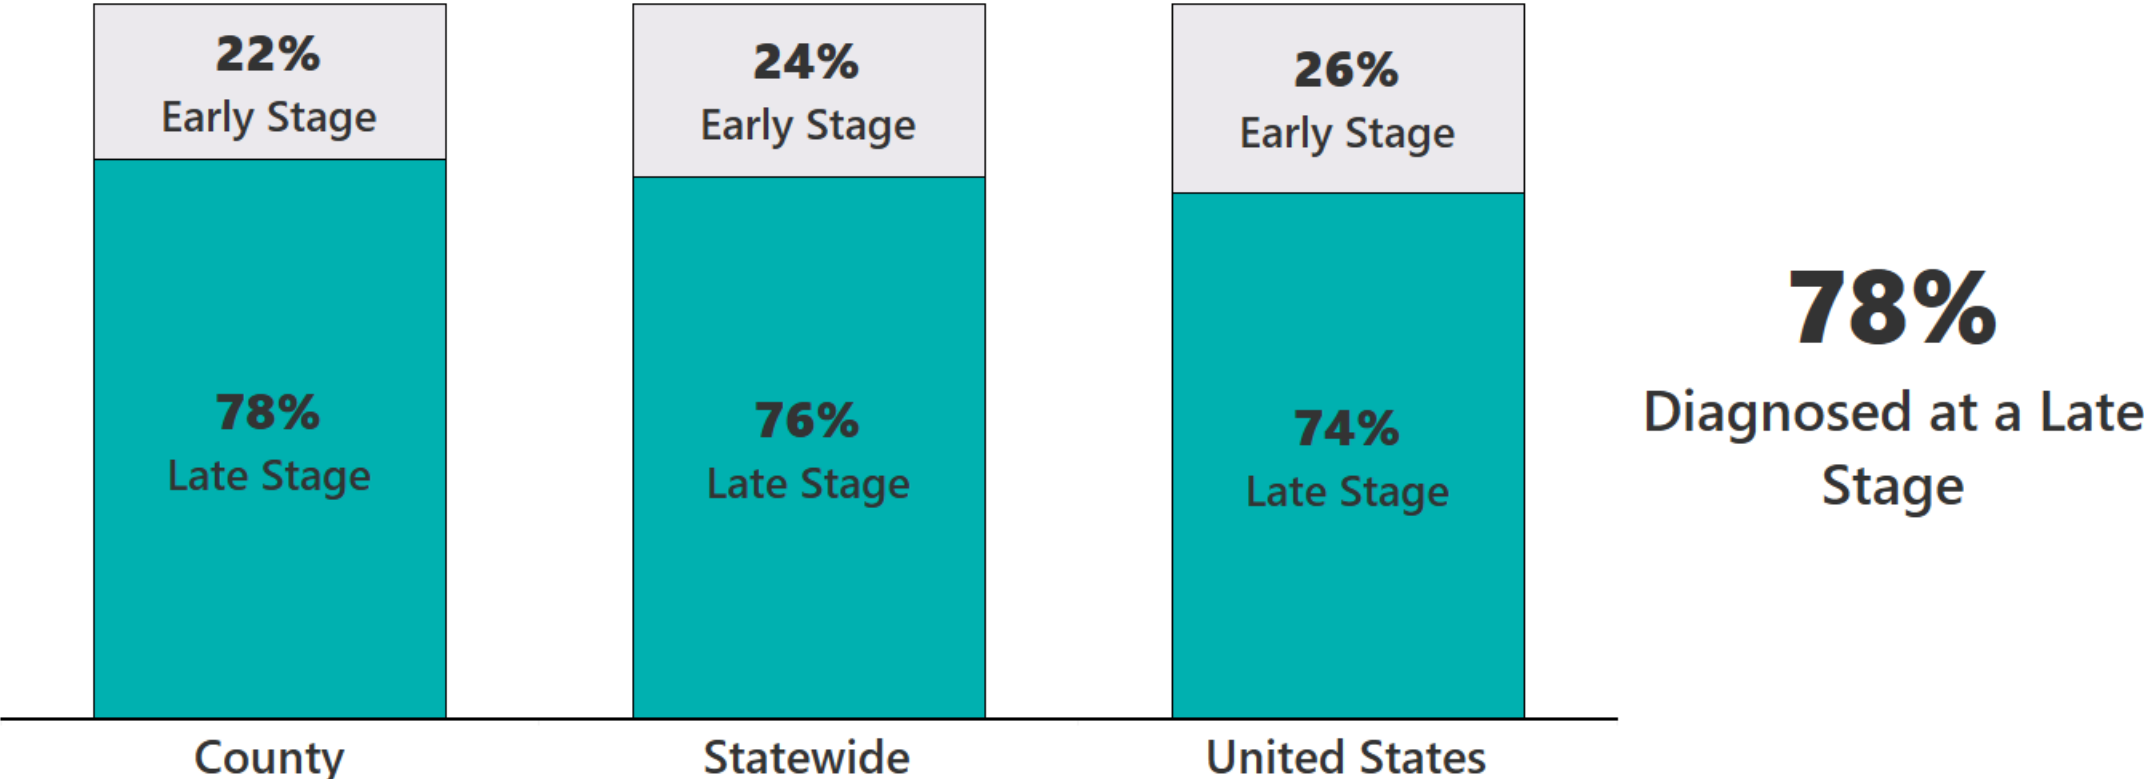 22%
Early Stage
78%
Late Stage
County
24%
Early Stage
76%
Late Stage
Statewide
26%
Early Stage
74%
Late Stage
United States
78%
Diagnosed at a Late
Stage